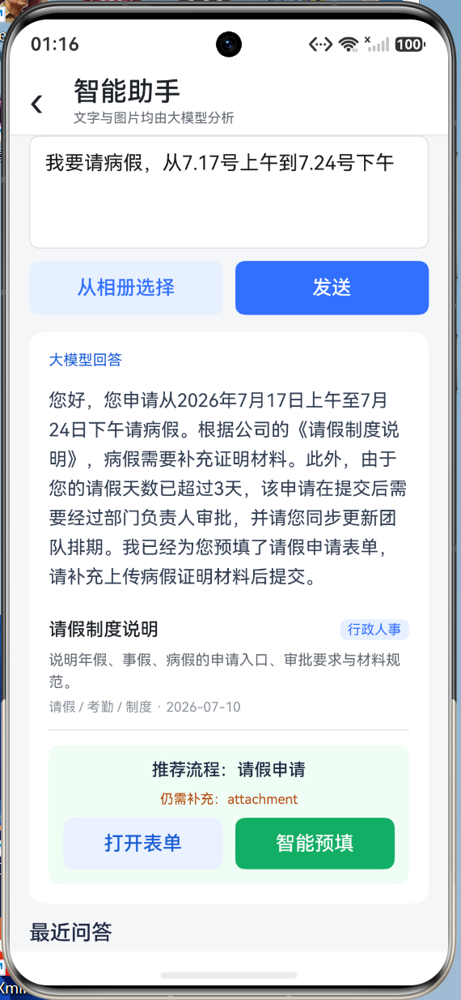 01:16
100
智能助手
文字与图片均由大模型分析
我要请病假，从7.17号上午到7.24号下午
从相册选择
发送
大模型回答
您好，您申请从2026年7月17日上午至7月
24日下午请病假。根据公司的《请假制度说
明》，病假需要补充证明材料。此外，由于
您的请假天数已超过3天，该申请在提交后需
要经过部门负责人审批，并请您同步更新团
队排期。我已经为您预填了请假申请表单，
请补充上传病假证明材料后提交。
请假制度说明
行政人事
说明年假、事假、病假的申请入口、审批要求与材料规
范。
请假 / 考勤 / 制度 · 2026-07-10
推荐流程：请假申请
仍需补充：attachment
打开表单
智能预填
最近问答